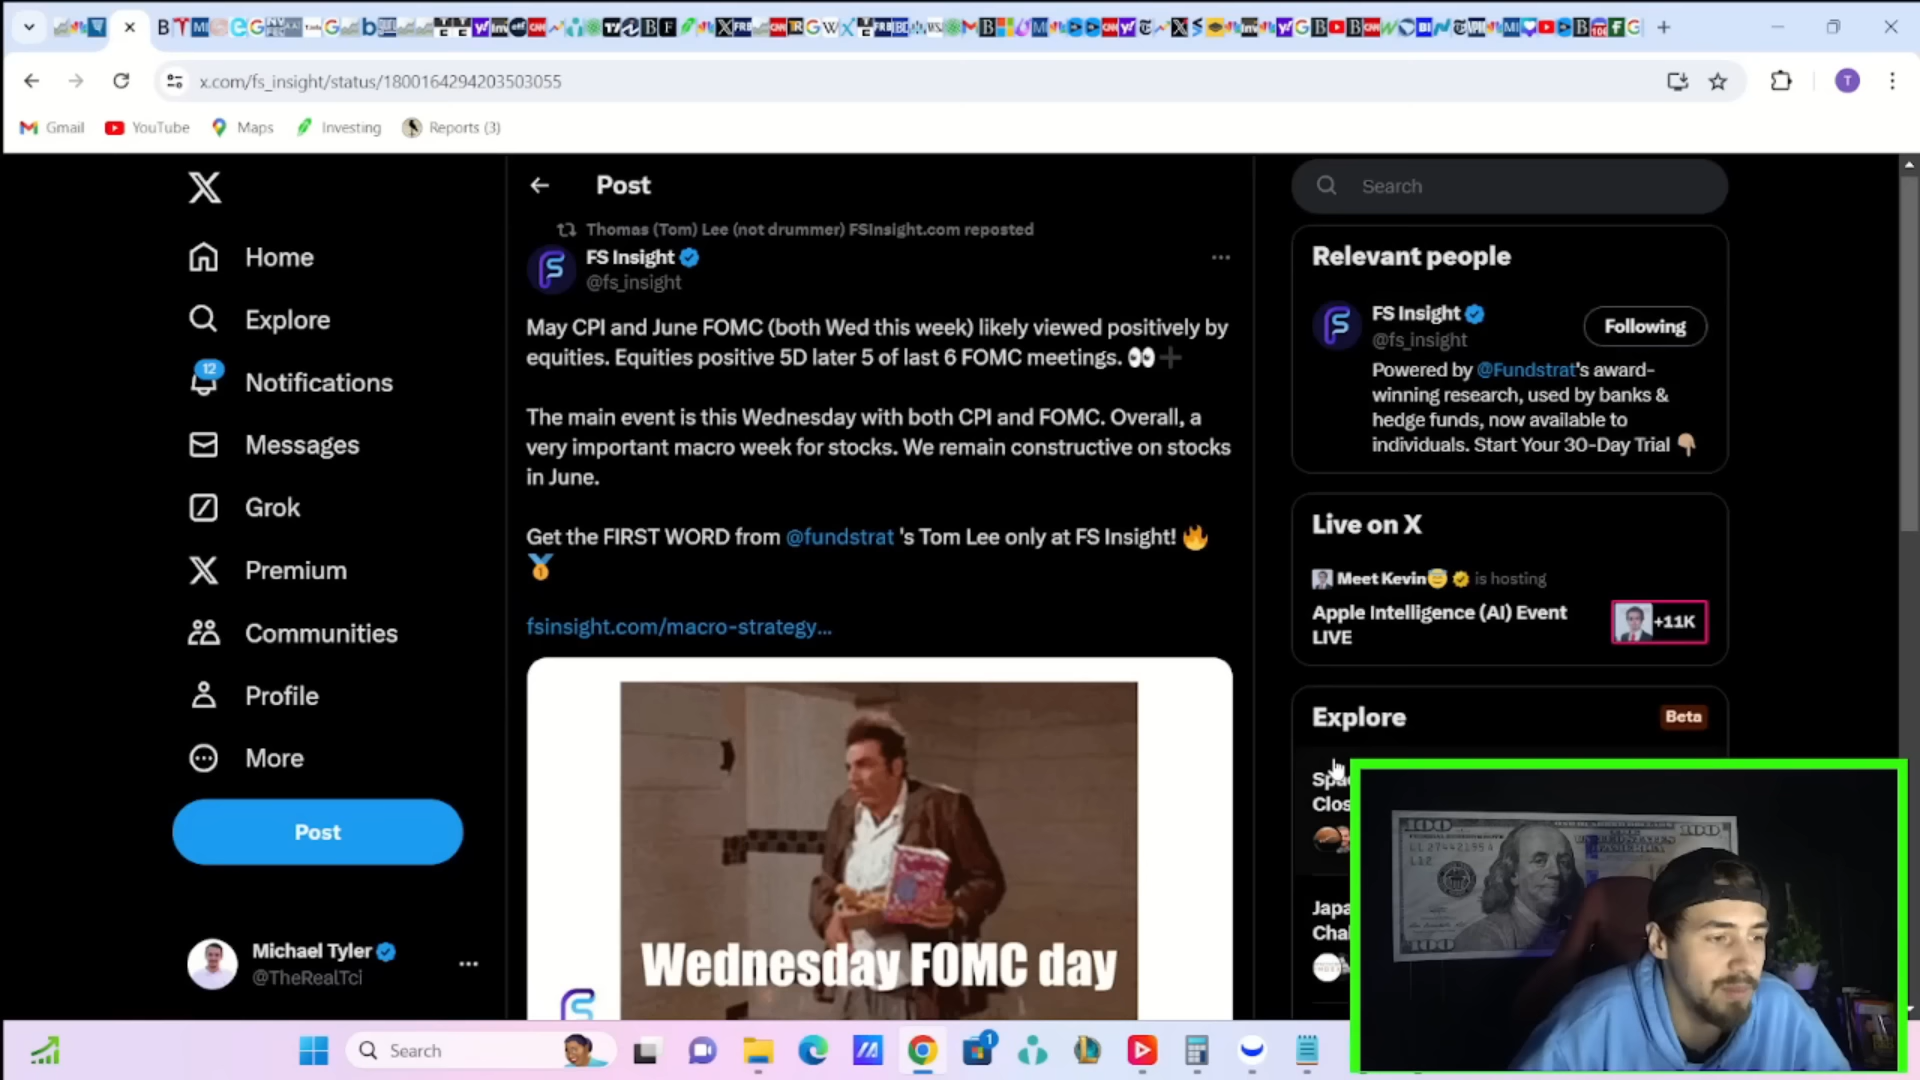 x.com/fs_insight/status/1800164294203503055
Gmail
YouTube
Maps
Investing
Reports (3)
T
Post
Search
Thomas (Tom) Lee (not drummer) FSInsight.com reposted
FS Insight
@fs_insight
May CPI and June FOMC (both Wed this week) likely viewed positively by
equities. Equities positive 5D later 5 of last 6 FOMC meetings.
The main event is this Wednesday with both CPI and FOMC. Overall, a
very important macro week for stocks. We remain constructive on stocks
in June.
Get the FIRST WORD from @fundstrat 's Tom Lee only at FS Insight!
fsinsight.com/macro-strategy...
Wednesday FOMC day
Home
Explore
12
Notifications
Messages
Grok
Premium
Communities
Profile
More
Post
Michael Tyler
@TheRealTci
Relevant people
FS Insight
@fs_insight
Following
Powered by @Fundstrat's award-
winning research, used by banks &
hedge funds, now available to
individuals. Start Your 30-Day Trial
Live on X
Meet Kevin is hosting
Apple Intelligence (AI) Event
LIVE
+11K
Explore
Beta
Search
1
100
100
100